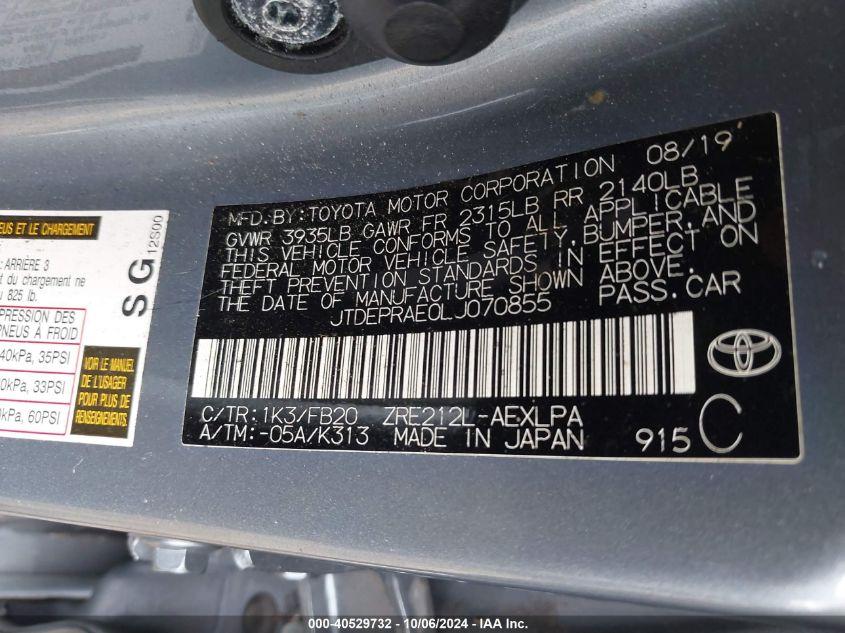 MFD. BY: TOYOTA MOTOR CORPORATION 08/19
GVWR 3935LB GAWR FR 2315LB RR 2140LB
THIS VEHICLE CONFORMS TO ALL APPLICABLE
FEDERAL MOTOR VEHICLE SAFETY, BUMPER, AND
THEFT PREVENTION STANDARDS IN EFFECT ON
THE DATE OF MANUFACTURE SHOWN ABOVE.
JTDEPRAE0LJ070855 PASS. CAR
C/TR: 1K3/FB20 ZRE212L-AEXLPA
A/TM: -05A/K313 MADE IN JAPAN 915 C
NEUS ET LE CHARGEMENT
: ARRIÈRE 3
t du chargement ne
u 825 lb.
PRESSION DES
PNEUS À FROID
40kPa, 35PSI
0kPa, 33PSI
kPa, 60PSI
VOIR LE MANUEL
DE L'USAGER
POUR PLUS DE
RENSEIGNEMENTS
SG 12S00
000-40529732 - 10/06/2024 - IAA Inc.